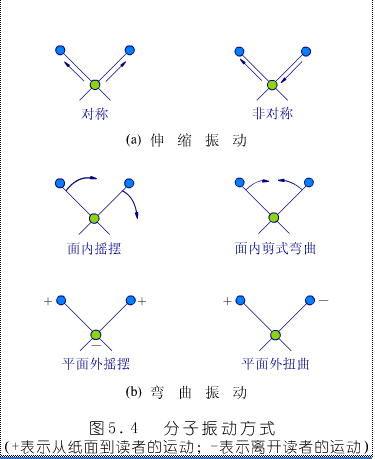 对称 非对称
(a) 伸 缩 振 动
面内摇摆 面内剪式弯曲
+ + + −
−
平面外摇摆 平面外扭曲
(b) 弯 曲 振 动
图5.4 分子振动方式
(+表示从纸面到读者的运动；-表示离开读者的运动)